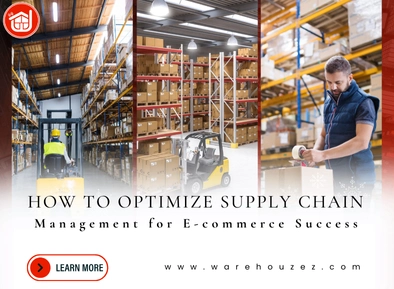 HOW TO OPTIMIZE SUPPLY CHAIN
Management for E-commerce Success
LEARN MORE
www.warehouzez.com